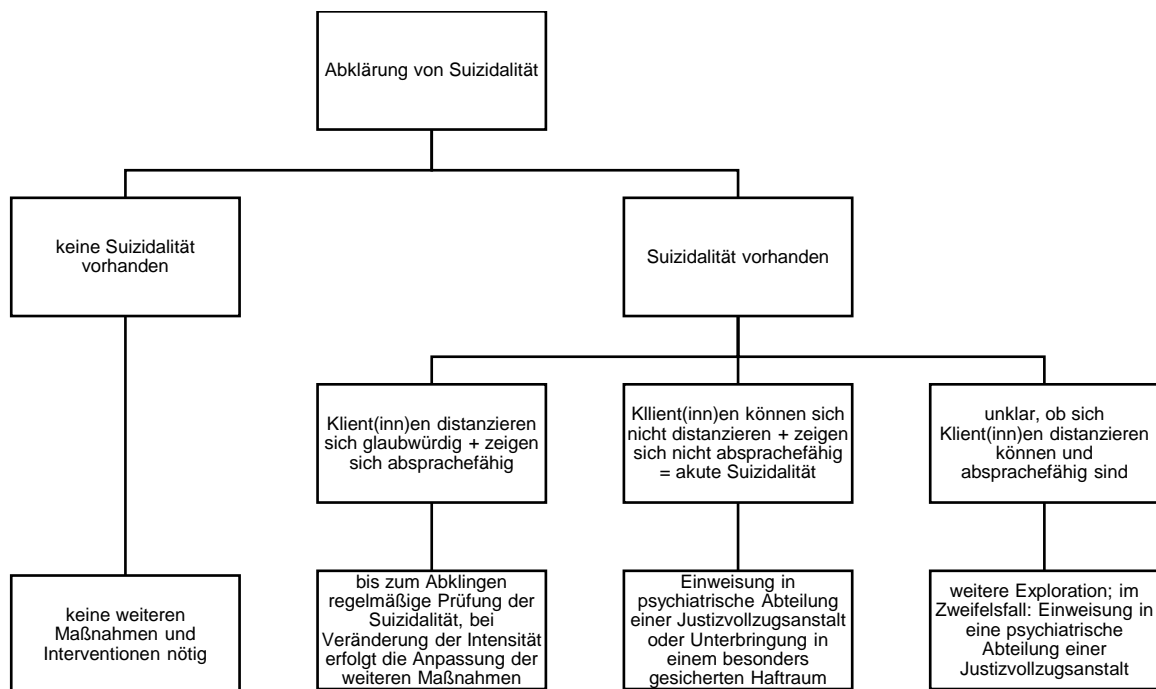 Abklärung von Suizidalität
keine Suizidalität
vorhanden
Suizidalität vorhanden
Klient(inn)en distanzieren
sich glaubwürdig + zeigen
sich absprachefähig
Kllient(inn)en können sich
nicht distanzieren + zeigen
sich nicht absprachefähig
= akute Suizidalität
unklar, ob sich
Klient(inn)en distanzieren
können und
absprachefähig sind
keine weiteren
Maßnahmen und
Interventionen nötig
bis zum Abklingen
regelmäßige Prüfung der
Suizidalität, bei
Veränderung der Intensität
erfolgt die Anpassung der
weiteren Maßnahmen
Einweisung in
psychiatrische Abteilung
einer Justizvollzugsanstalt
oder Unterbringung in
einem besonders
gesicherten Haftraum
weitere Exploration; im
Zweifelsfall: Einweisung in
eine psychiatrische
Abteilung einer
Justizvollzugsanstalt